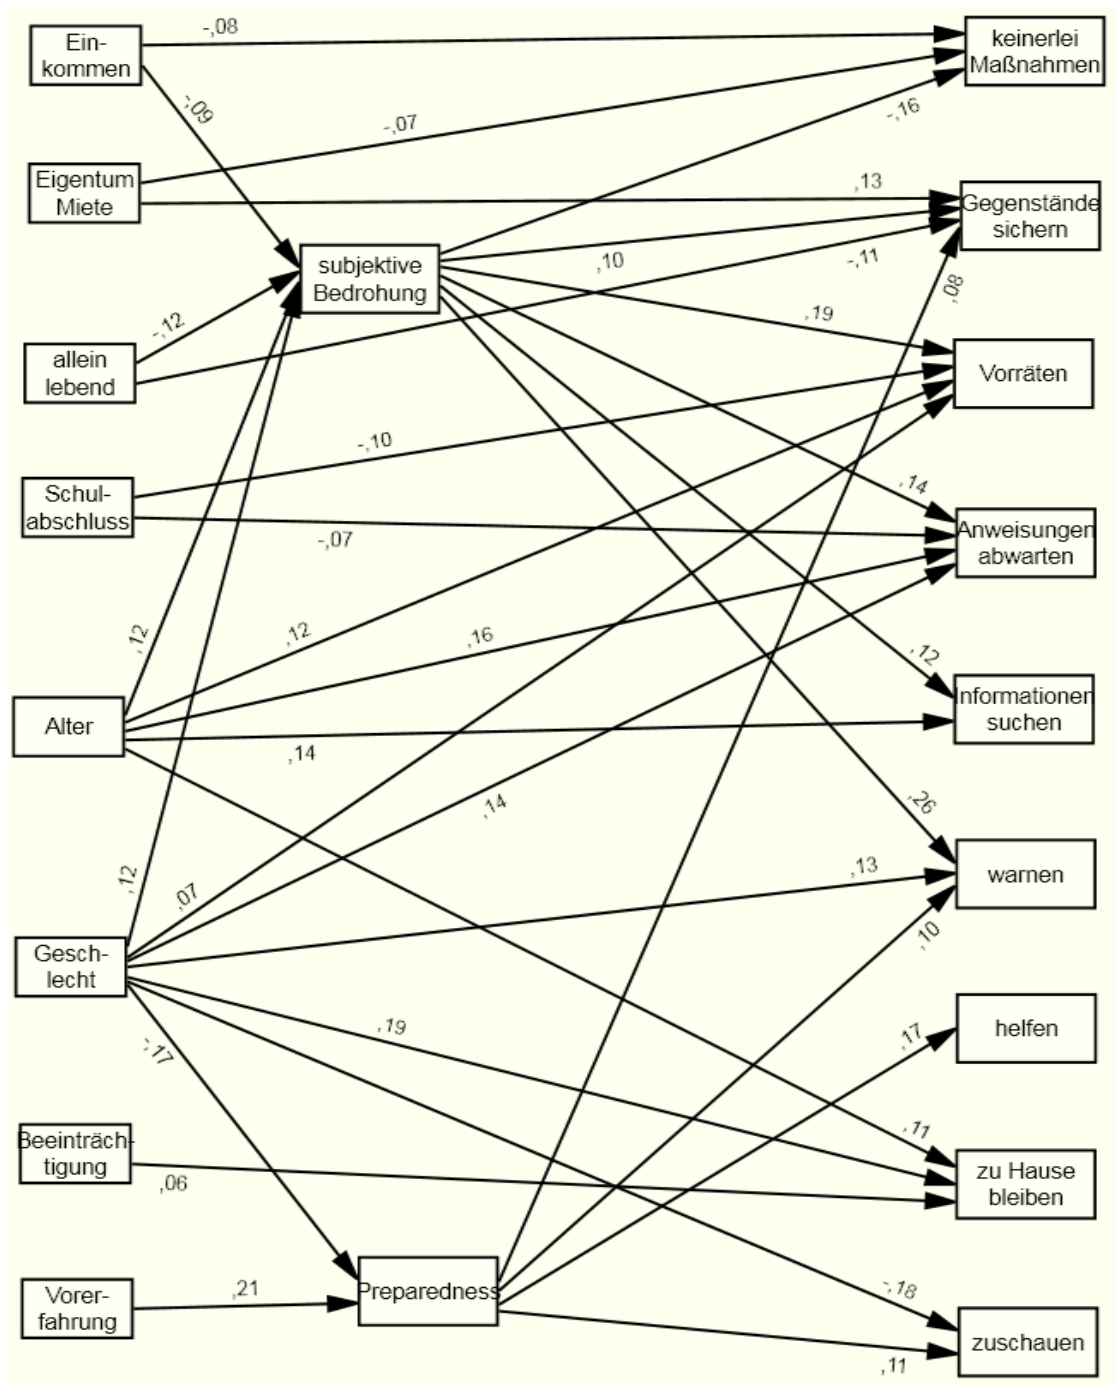 Ein-
kommen
-,08
keinerlei
Maßnahmen
-,09
-,07
-,16
Eigentum
Miete
,13
Gegenstände
sichern
subjektive
Bedrohung
,10
-,11
,08
-,12
,19
allein
lebend
Vorräten
-,10
Schul-
abschluss
,14
-,07
Anweisungen
abwarten
,12
,12
,16
,12
Alter
Informationen
suchen
,14
,14
,26
,12
,07
,13
warnen
,10
Gesch-
lecht
-,17
,19
,17
helfen
Beeinträch-
tigung
,11
,06
zu Hause
bleiben
Vorer-
fahrung
,21
Preparedness
-,18
zuschauen
,11